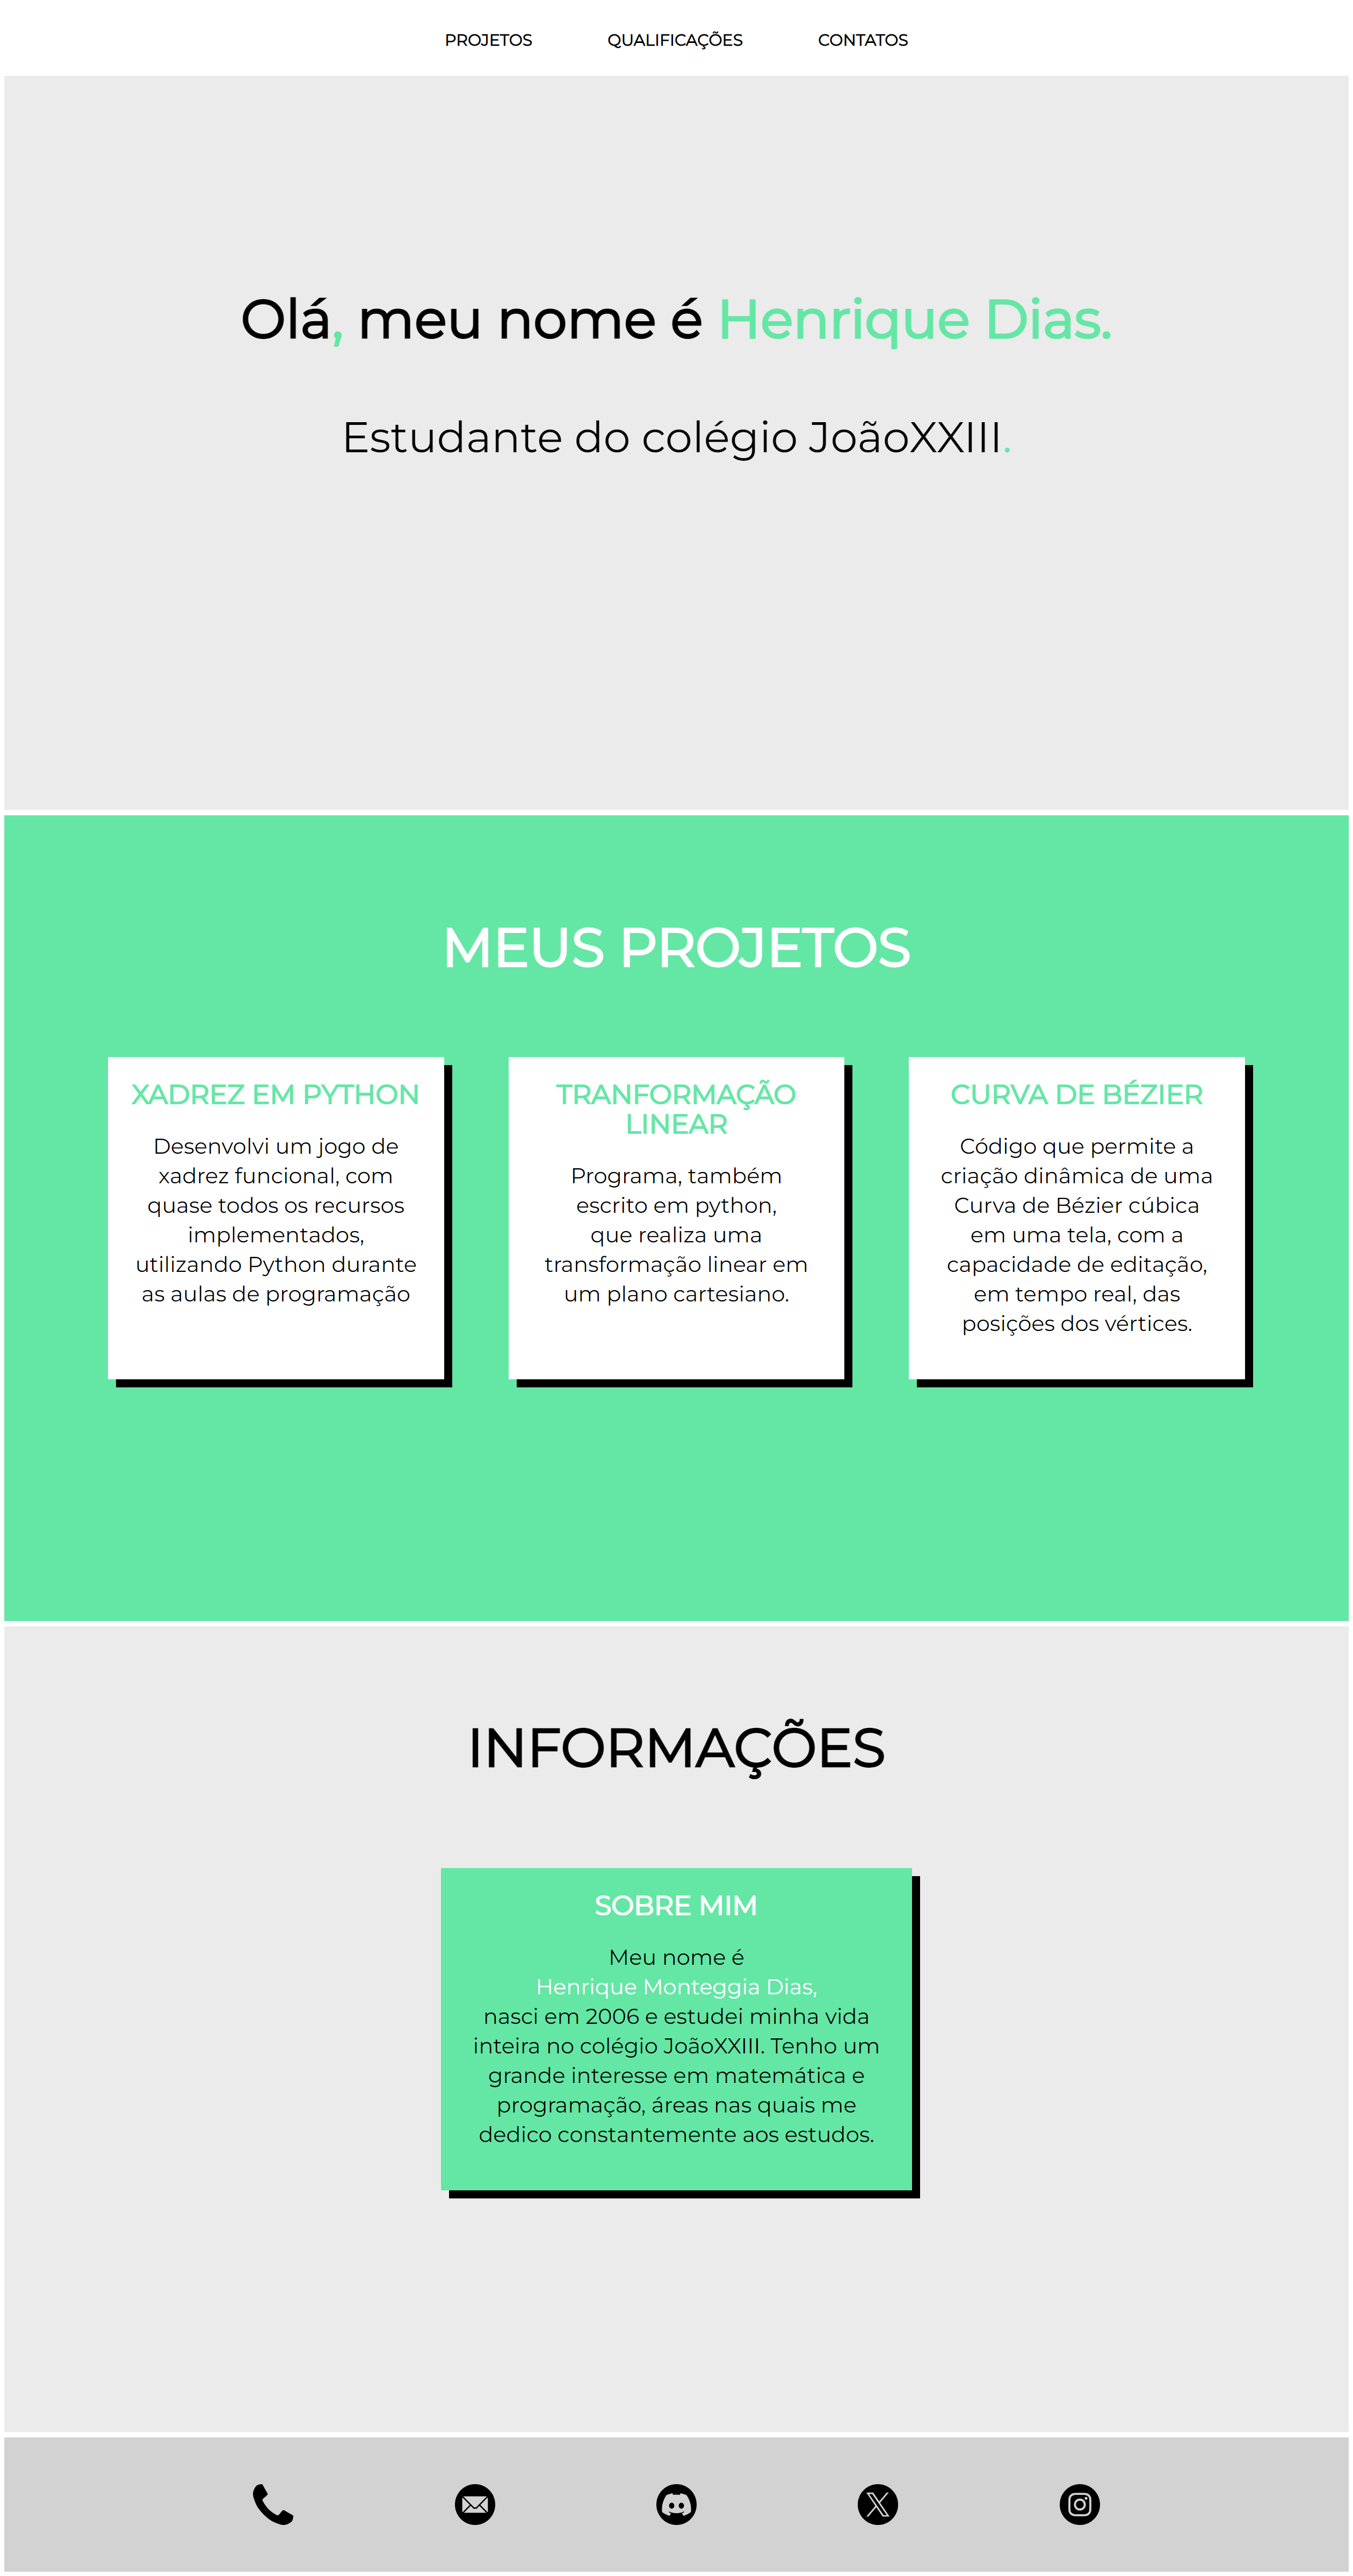 PROJETOS QUALIFICAÇÕES CONTATOS
Olá, meu nome é Henrique Dias.
Estudante do colégio JoãoXXIII.
MEUS PROJETOS
XADREZ EM PYTHON
Desenvolvi um jogo de
xadrez funcional, com
quase todos os recursos
implementados,
utilizando Python durante
as aulas de programação
TRANFORMAÇÃO
LINEAR
Programa, também
escrito em python,
que realiza uma
transformação linear em
um plano cartesiano.
CURVA DE BÉZIER
Código que permite a
criação dinâmica de uma
Curva de Bézier cúbica
em uma tela, com a
capacidade de editação,
em tempo real, das
posições dos vértices.
INFORMAÇÕES
SOBRE MIM
Meu nome é
Henrique Monteggia Dias,
nasci em 2006 e estudei minha vida
inteira no colégio JoãoXXIII. Tenho um
grande interesse em matemática e
programação, áreas nas quais me
dedico constantemente aos estudos.